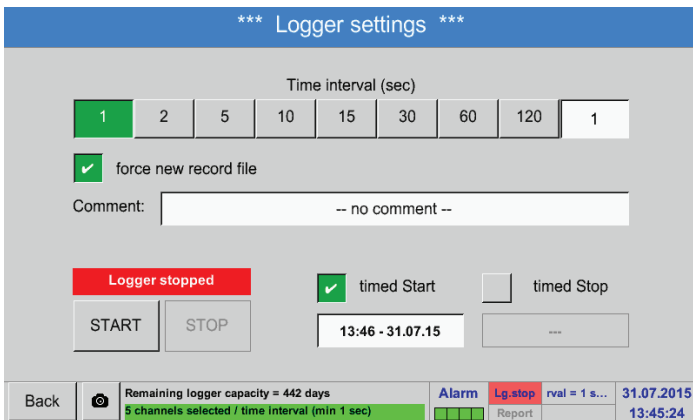 *** Logger settings ***
Time interval (sec)
1 2 5 10 15 30 60 120 1
force new record file
Comment: -- no comment --
Logger stopped
timed Start timed Stop
START STOP 13:46 - 31.07.15 ---
Back Remaining logger capacity = 442 days Alarm Lg.stop rval = 1 s... 31.07.2015
5 channels selected / time interval (min 1 sec) Report 13:45:24